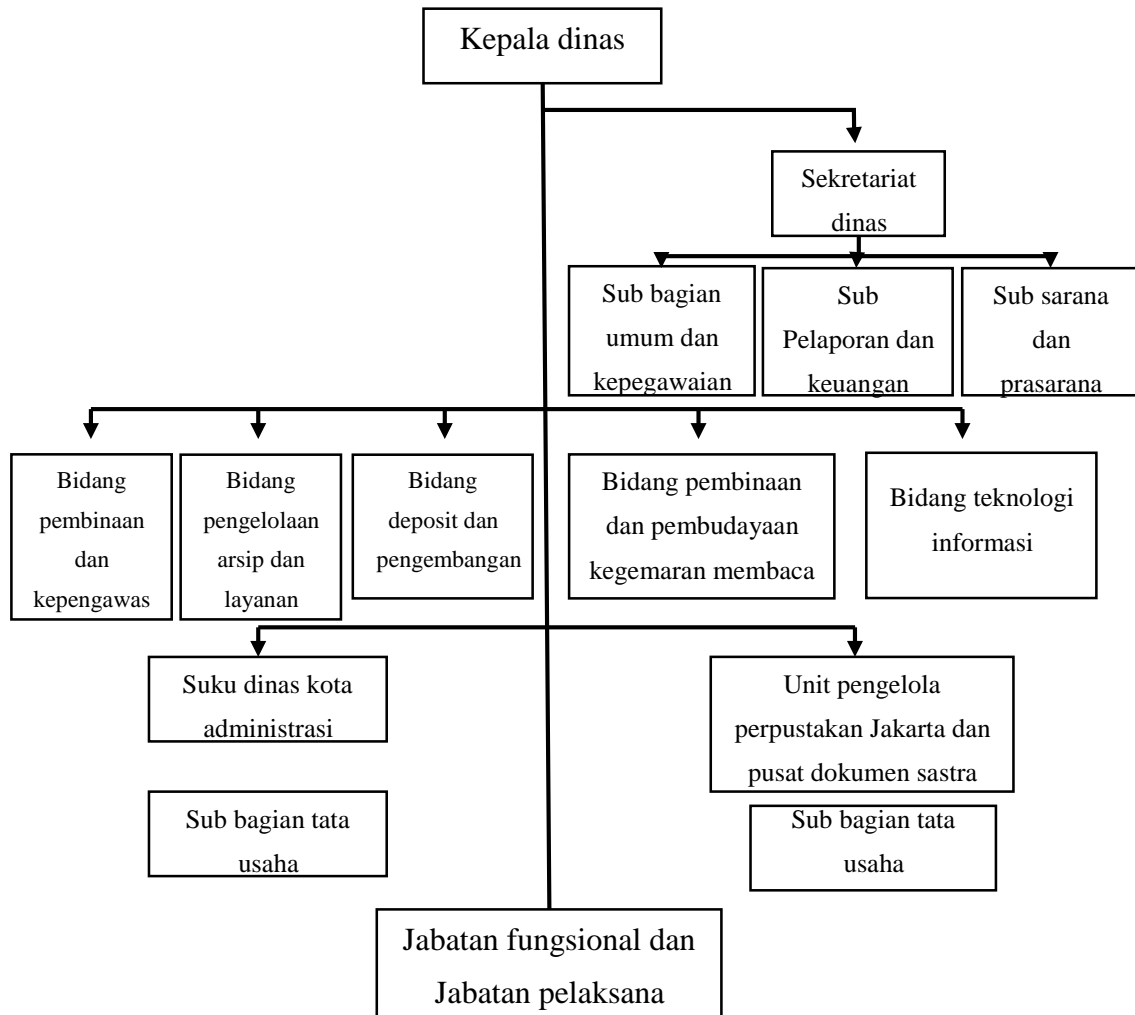 Kepala dinas
Sekretariat
dinas
Sub bagian
umum dan
kepegawaian
Sub
Pelaporan dan
keuangan
Sub sarana
dan
prasarana
Bidang
pembinaan
dan
kepengawas
Bidang
pengelolaan
arsip dan
layanan
Bidang
deposit dan
pengembangan
Bidang pembinaan
dan pembudayaan
kegemaran membaca
Bidang teknologi
informasi
Suku dinas kota
administrasi
Unit pengelola
perpustakan Jakarta dan
pusat dokumen sastra
Sub bagian tata
usaha
Sub bagian tata
usaha
Jabatan fungsional dan
Jabatan pelaksana